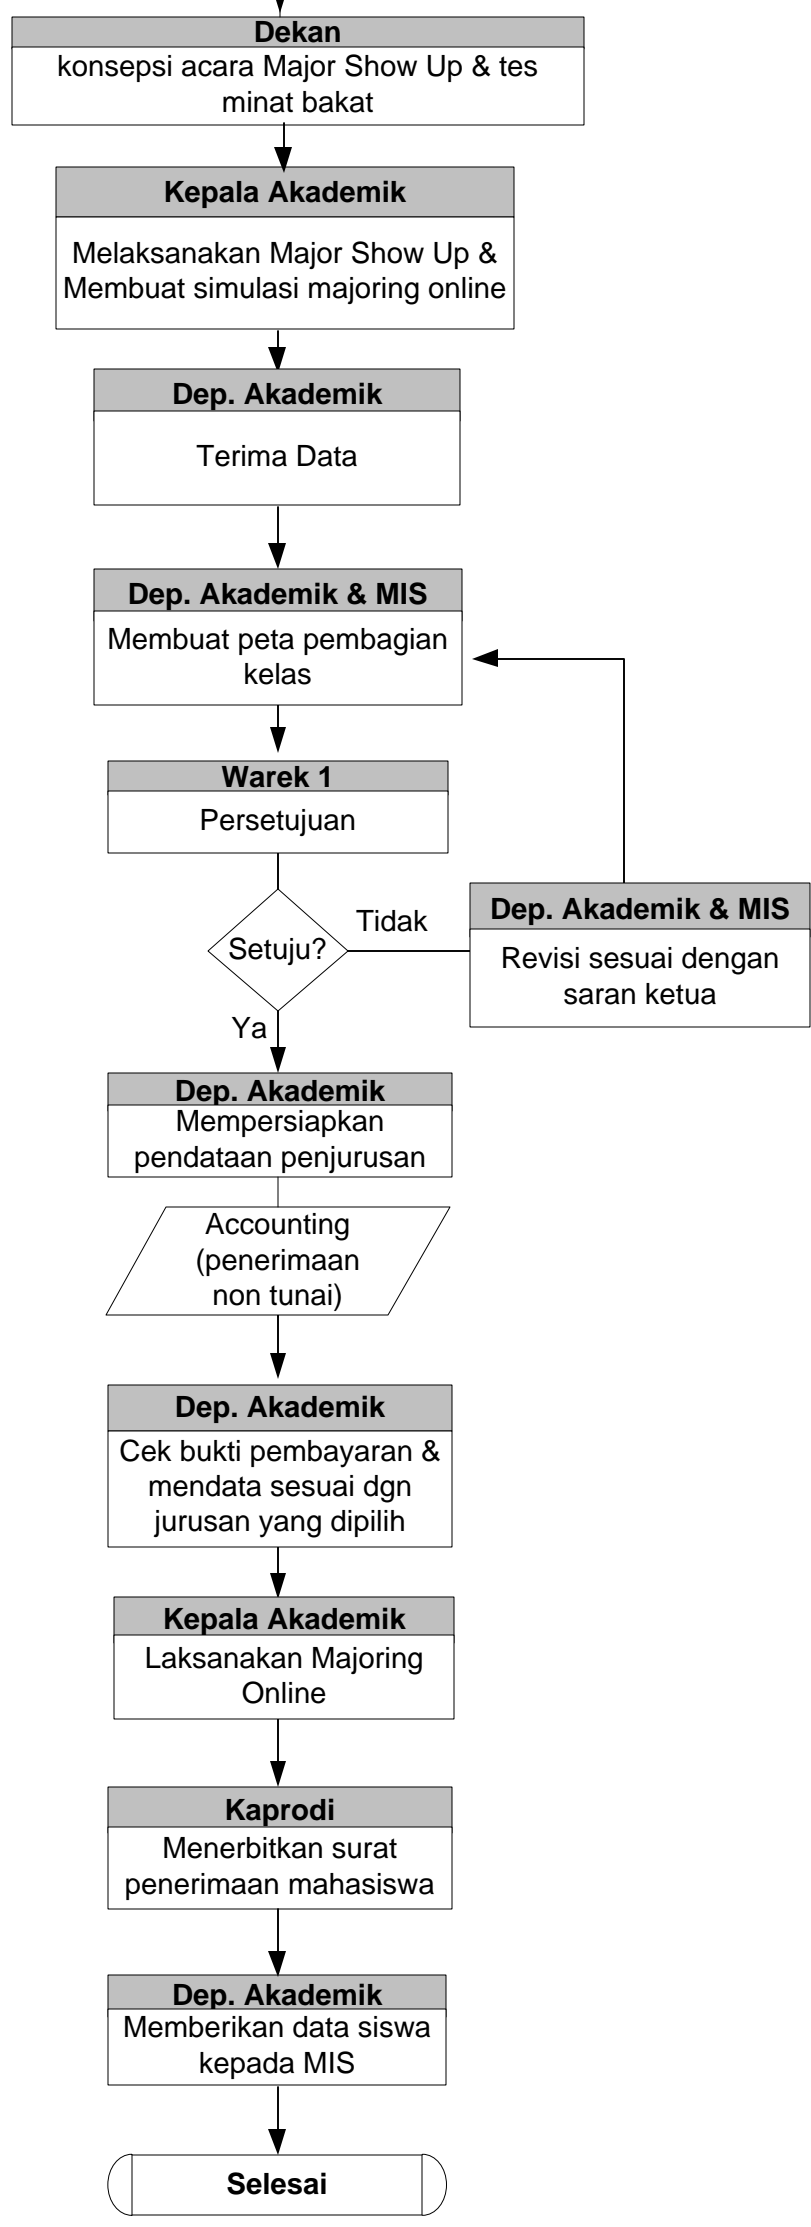 Dekan
konsepsi acara Major Show Up & tes
minat bakat
Kepala Akademik
Melaksanakan Major Show Up &
Membuat simulasi majoring online
Dep. Akademik
Terima Data
Dep. Akademik & MIS
Membuat peta pembagian
kelas
Warek 1
Persetujuan
Setuju?
Tidak
Dep. Akademik & MIS
Revisi sesuai dengan
saran ketua
Ya
Dep. Akademik
Mempersiapkan
pendataan penjurusan
Accounting
(penerimaan
non tunai)
Dep. Akademik
Cek bukti pembayaran &
mendata sesuai dgn
jurusan yang dipilih
Kepala Akademik
Laksanakan Majoring
Online
Kaprodi
Menerbitkan surat
penerimaan mahasiswa
Dep. Akademik
Memberikan data siswa
kepada MIS
Selesai